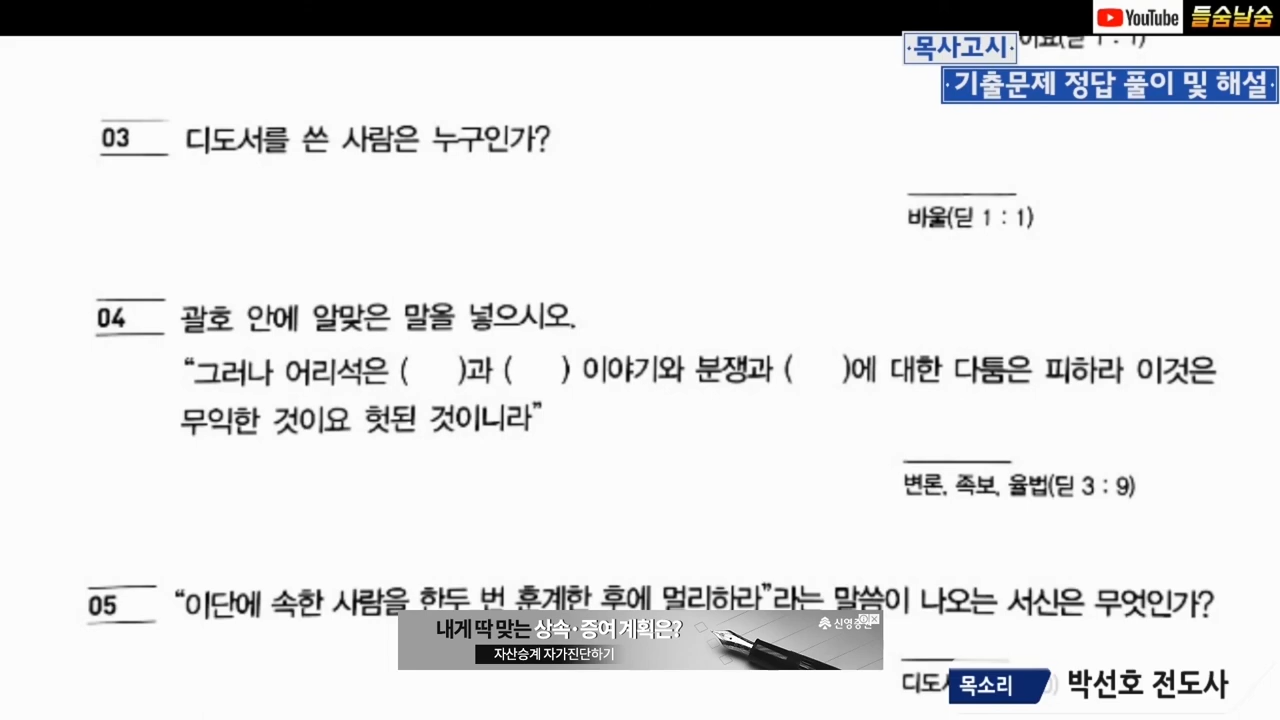 YouTube 들숨날숨
·목사고시·
·기출문제 정답 풀이 및 해설·
03 디도서를 쓴 사람은 누구인가?
바울(딛 1 : 1)
04 괄호 안에 알맞은 말을 넣으시오.
“그러나 어리석은 ( )과 ( ) 이야기와 분쟁과 ( )에 대한 다툼은 피하라 이것은
무익한 것이요 헛된 것이니라”
변론, 족보, 율법(딛 3 : 9)
05 “이단에 속한 사람을 한두 번 훈계한 후에 멀리하라”라는 말씀이 나오는 서신은 무엇인가?
내게 딱 맞는 상속·증여 계획은?
신영증권
자산승계 자가진단하기
목소리 박선호 전도사